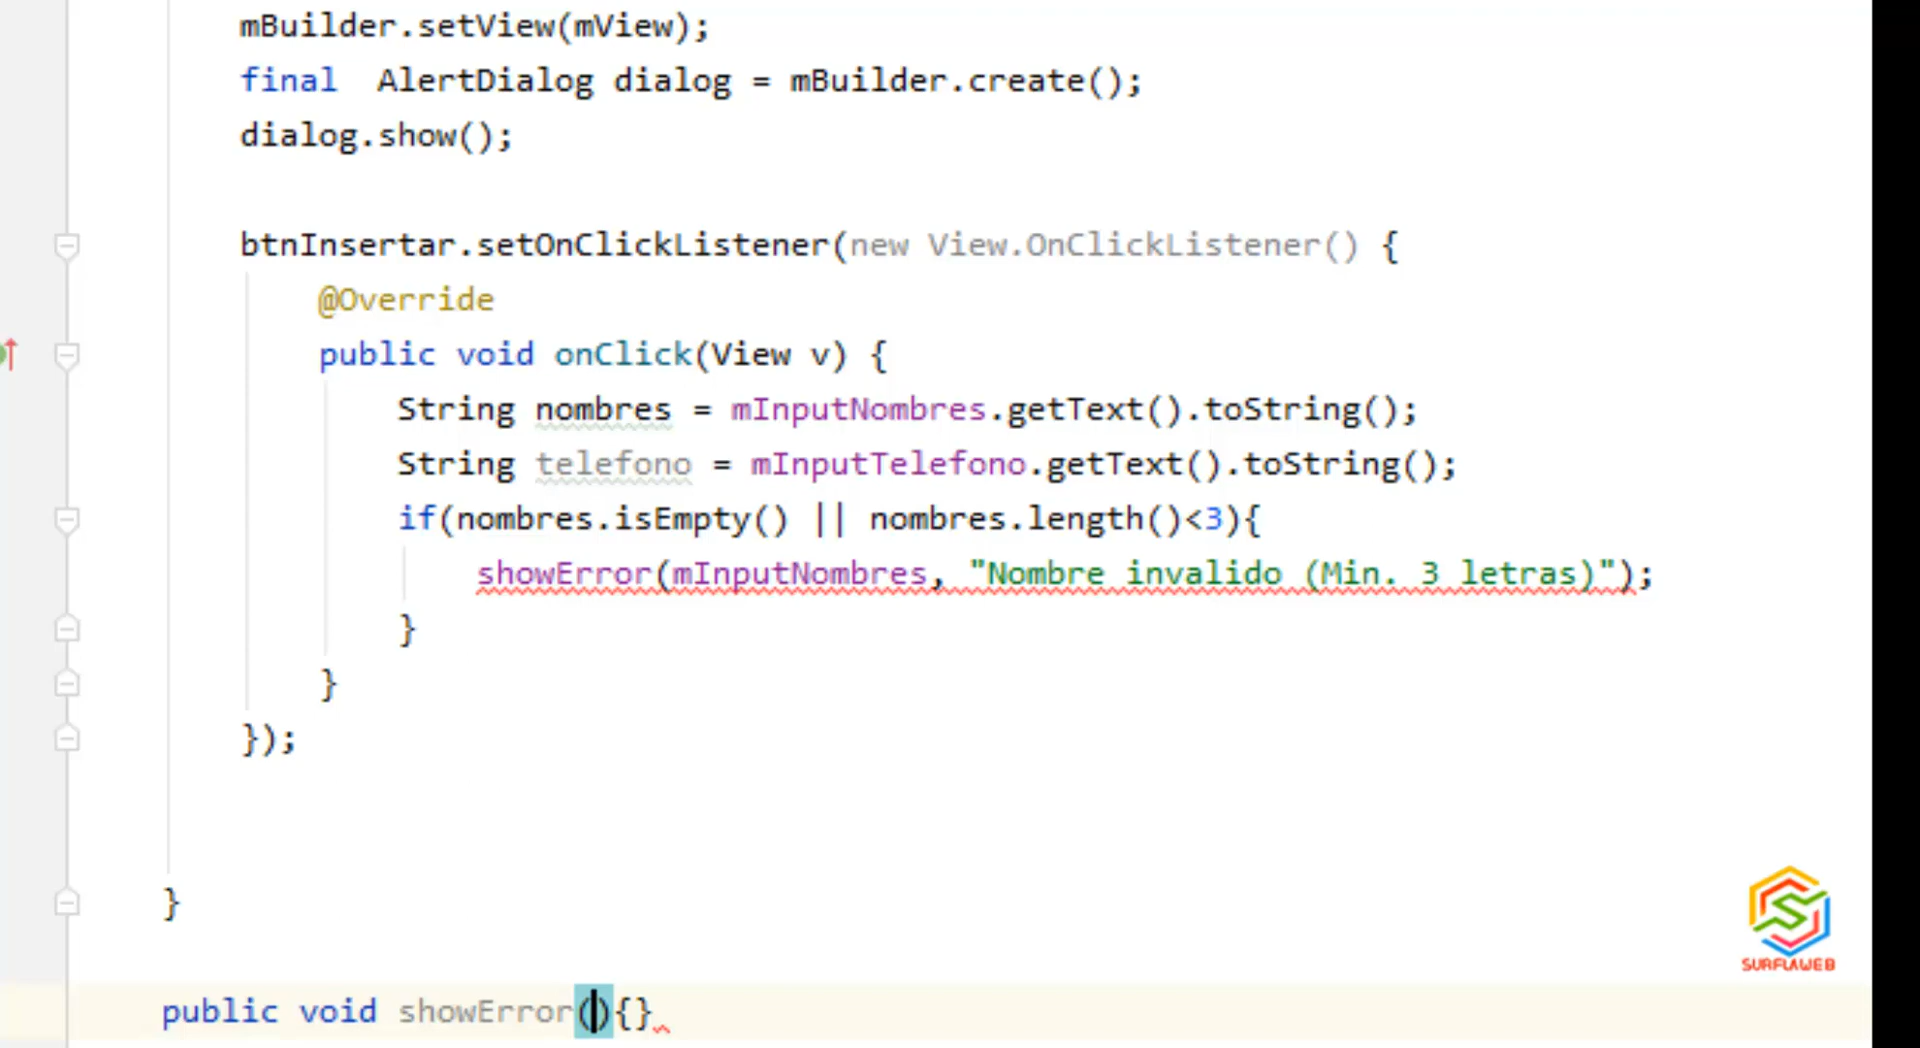 mBuilder.setView(mView);
final  AlertDialog dialog = mBuilder.create();
dialog.show();
btnInsertar.setOnClickListener(new View.OnClickListener() {
@Override
public void onClick(View v) {
String nombres = mInputNombres.getText().toString();
String telefono = mInputTelefono.getText().toString();
if(nombres.isEmpty() || nombres.length()<3){
showError(mInputNombres, "Nombre invalido (Min. 3 letras)");
}
}
});
}
SURFLAWEB
public void showError(){}